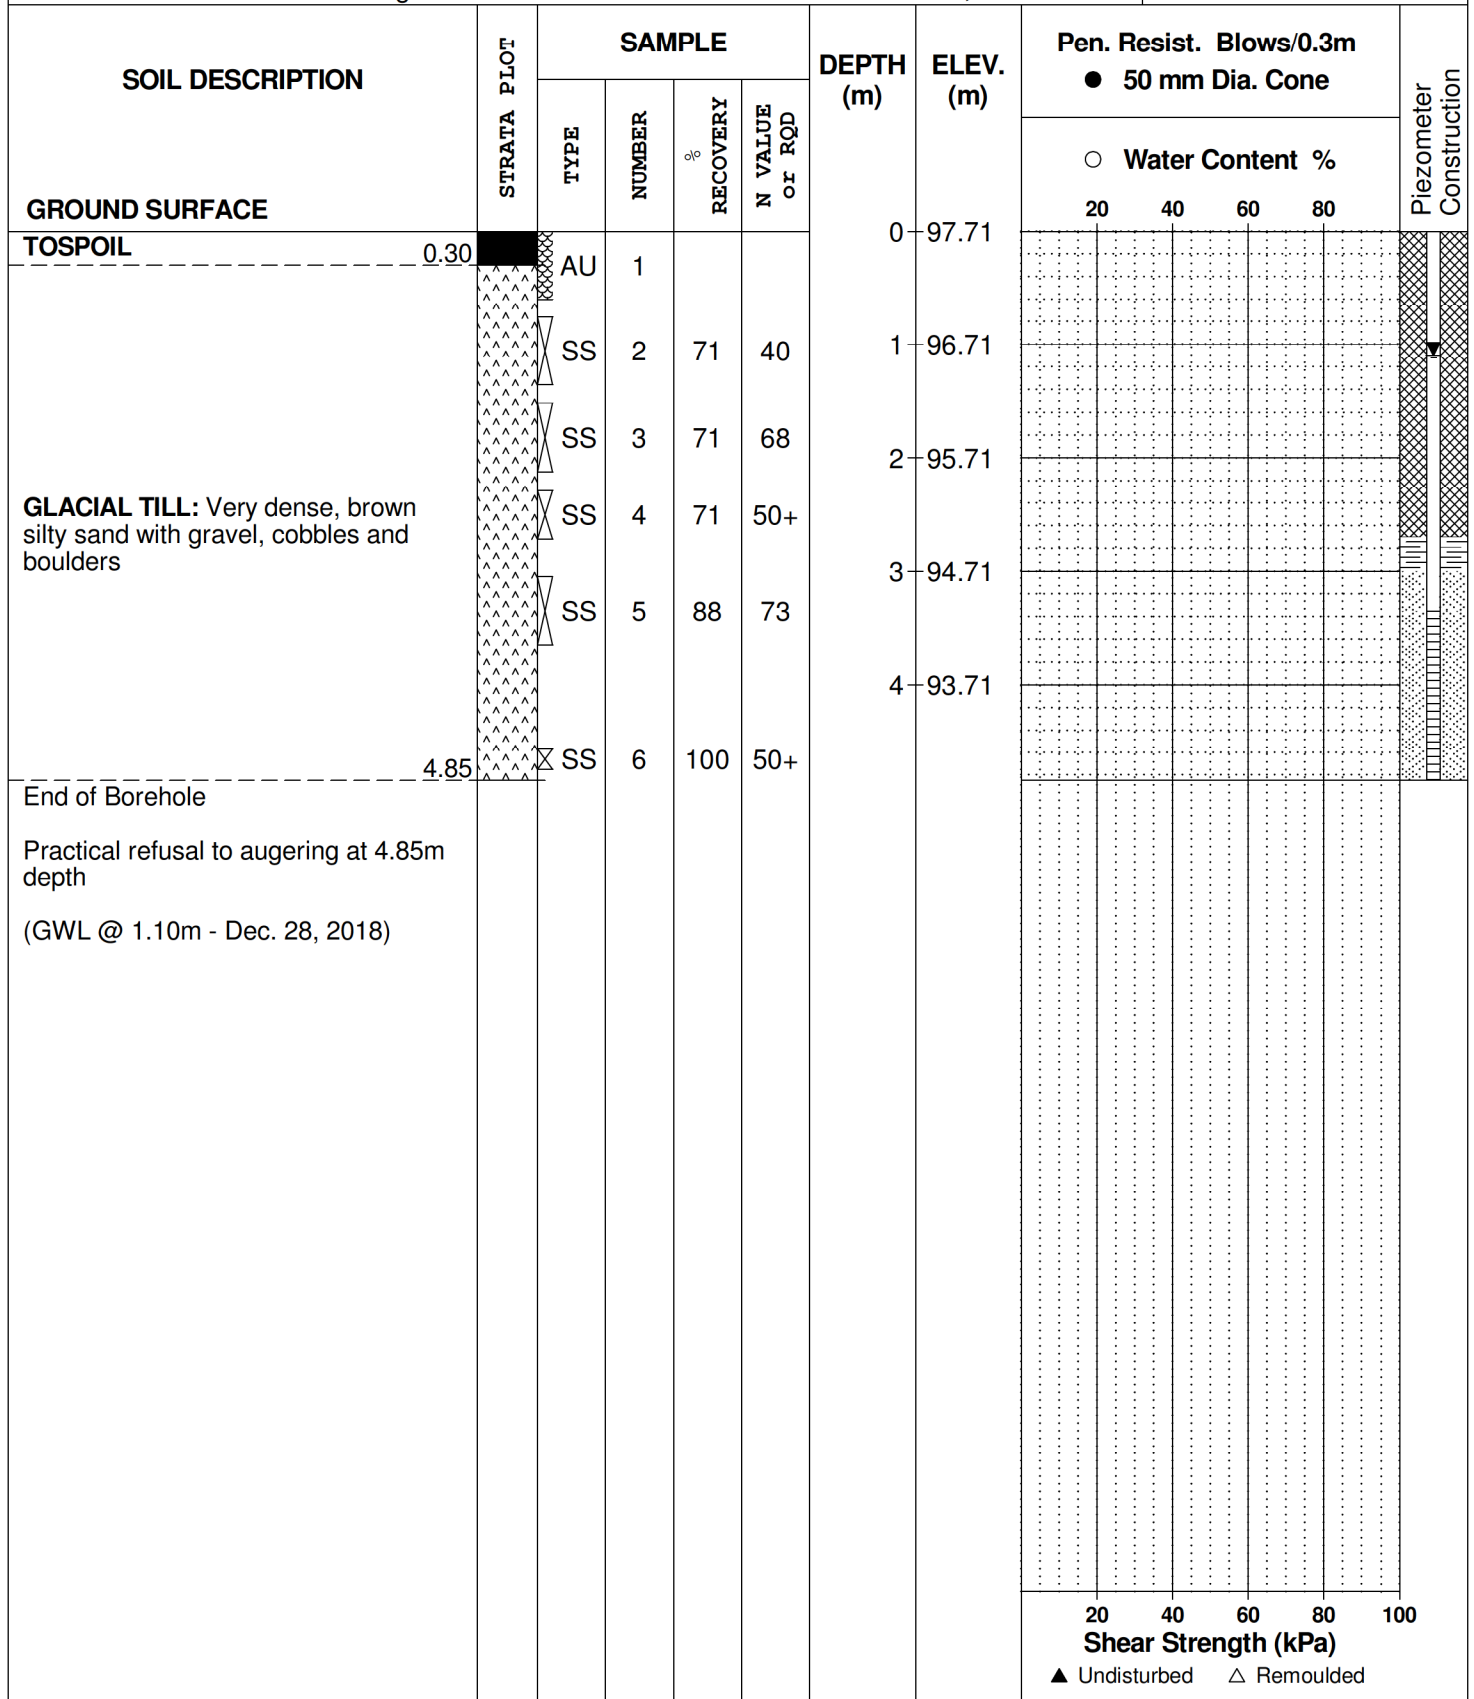 SOIL DESCRIPTION
GROUND SURFACE
STRATA PLOT
SAMPLE
TYPE
NUMBER
% RECOVERY
N VALUE or RQD
DEPTH
(m)
ELEV.
(m)
Pen. Resist. Blows/0.3m
● 50 mm Dia. Cone
○ Water Content %
20 40 60 80
Piezometer
Construction
TOSPOIL
0.30
AU 1
0 97.71
SS 2 71 40
1 96.71
SS 3 71 68
2 95.71
GLACIAL TILL: Very dense, brown
silty sand with gravel, cobbles and
boulders
SS 4 71 50+
3 94.71
SS 5 88 73
4 93.71
SS 6 100 50+
4.85
End of Borehole
Practical refusal to augering at 4.85m
depth
(GWL @ 1.10m - Dec. 28, 2018)
20 40 60 80 100
Shear Strength (kPa)
▲ Undisturbed △ Remoulded